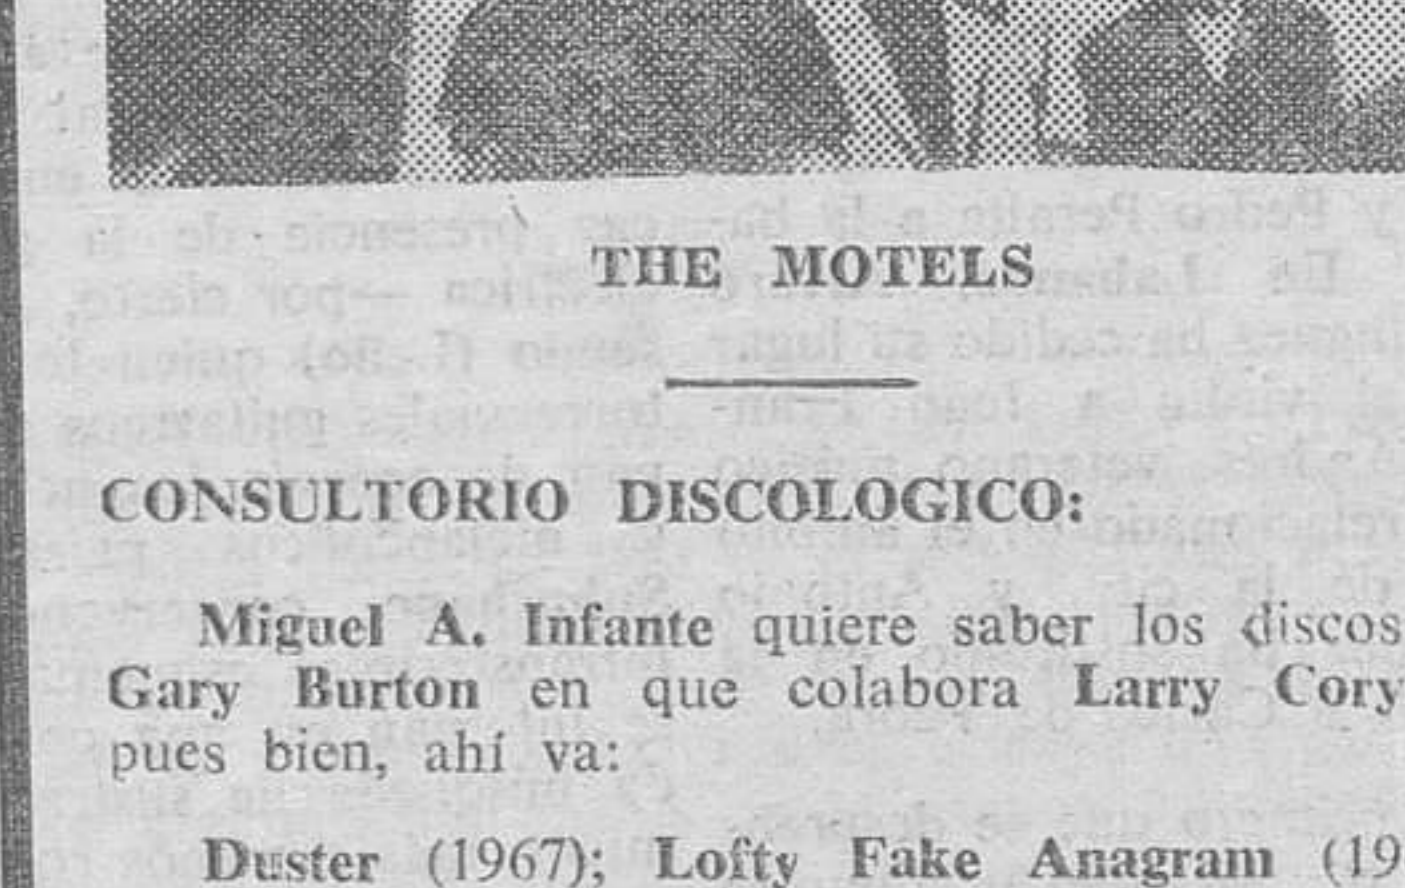 THE MOTELS
CONSULTORIO DISCOLOGICO:
Miguel A. Infante quiere saber los discos
Gary Burton en que colabora Larry Cory
pues bien, ahí va:
Duster (1967); Lofty Fake Anagram (19